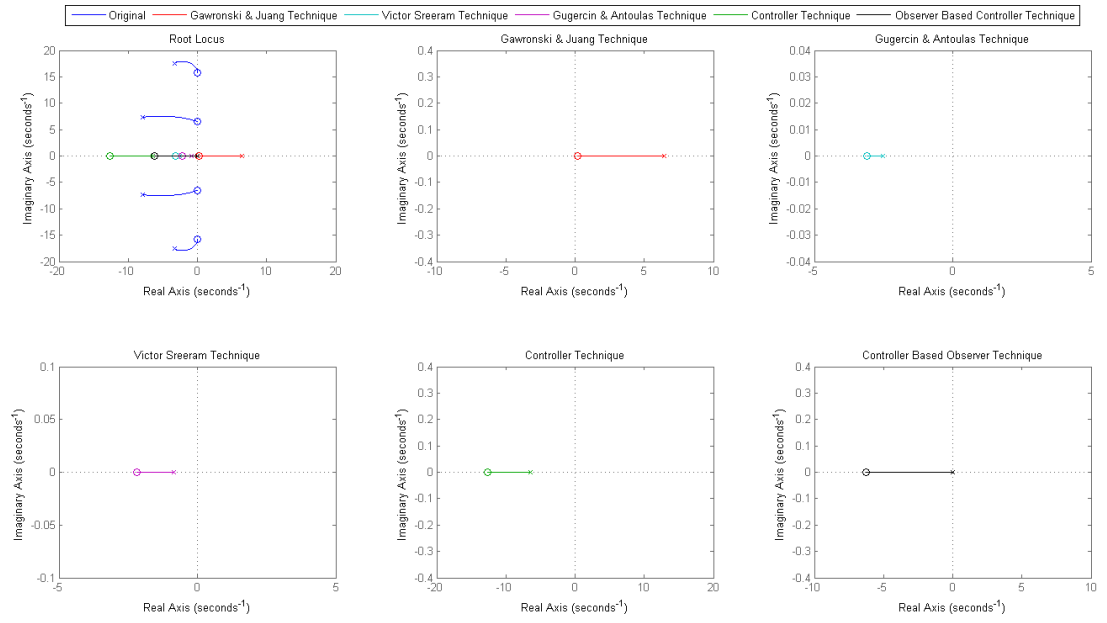 Original Gawronski & Juang Technique Victor Sreeram Technique Gugercin & Antoulas Technique Controller Technique Observer Based Controller Technique
Root Locus
20
15
10
5
0
-5
-10
-15
-20
-20 -10 0 10 20
Imaginary Axis (seconds⁻¹)
Real Axis (seconds⁻¹)
Gawronski & Juang Technique
0.4
0.3
0.2
0.1
0
-0.1
-0.2
-0.3
-0.4
-10 -5 0 5 10
Imaginary Axis (seconds⁻¹)
Real Axis (seconds⁻¹)
Gugercin & Antoulas Technique
0.04
0.03
0.02
0.01
0
-0.01
-0.02
-0.03
-0.04
-5 0 5
Imaginary Axis (seconds⁻¹)
Real Axis (seconds⁻¹)
Victor Sreeram Technique
0.1
0.05
0
-0.05
-0.1
-5 0 5
Imaginary Axis (seconds⁻¹)
Real Axis (seconds⁻¹)
Controller Technique
0.4
0.3
0.2
0.1
0
-0.1
-0.2
-0.3
-0.4
-20 -10 0 10 20
Imaginary Axis (seconds⁻¹)
Real Axis (seconds⁻¹)
Controller Based Observer Technique
0.4
0.3
0.2
0.1
0
-0.1
-0.2
-0.3
-0.4
-10 -5 0 5 10
Imaginary Axis (seconds⁻¹)
Real Axis (seconds⁻¹)